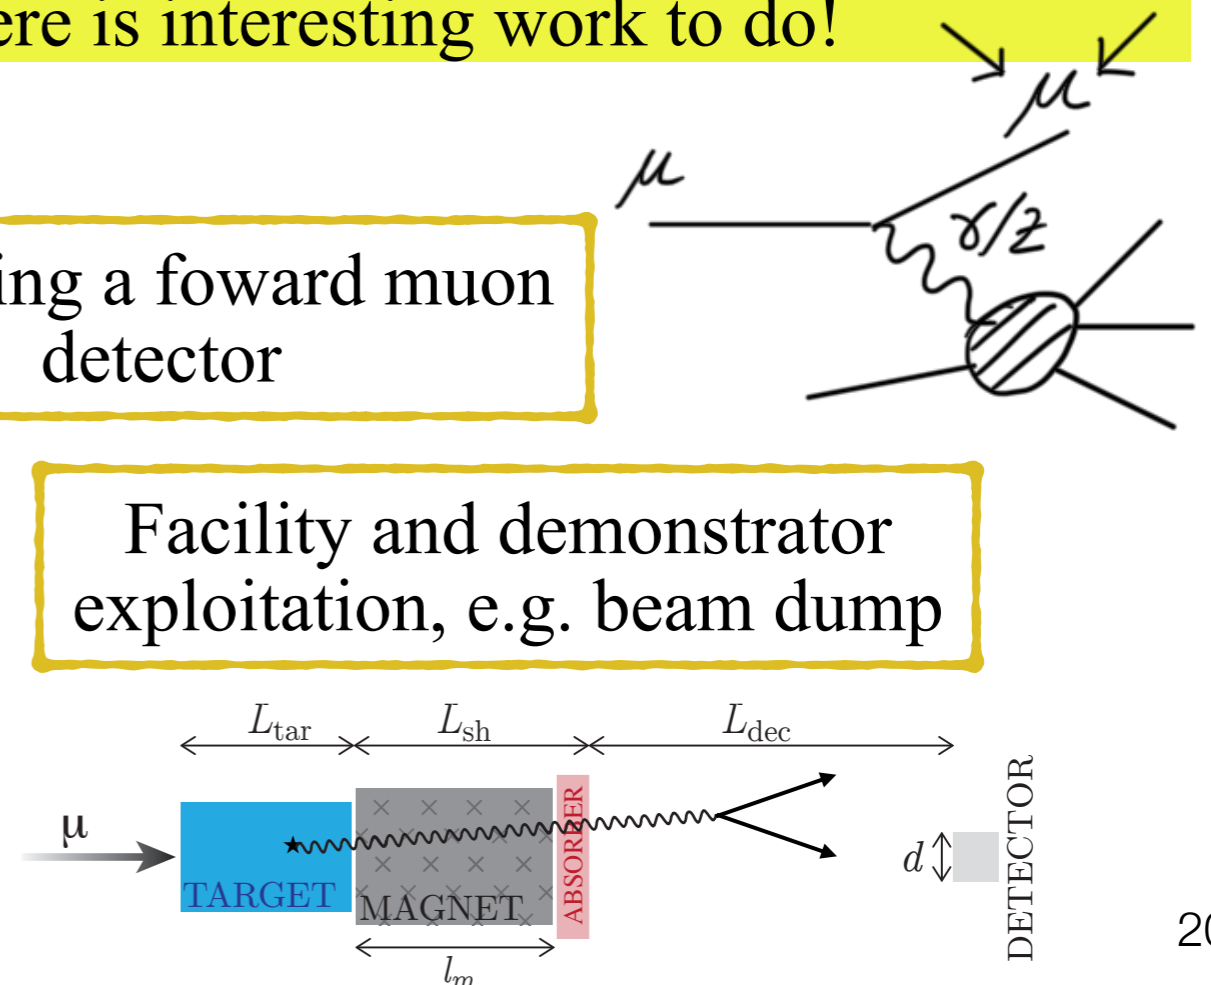 ere is interesting work to do!
μ
μ
γ/Z
ing a foward muon
detector
Facility and demonstrator
exploitation, e.g. beam dump
L_tar
L_sh
L_dec
μ
TARGET
MAGNET
ABSORBER
d
DETECTOR
l_m
20